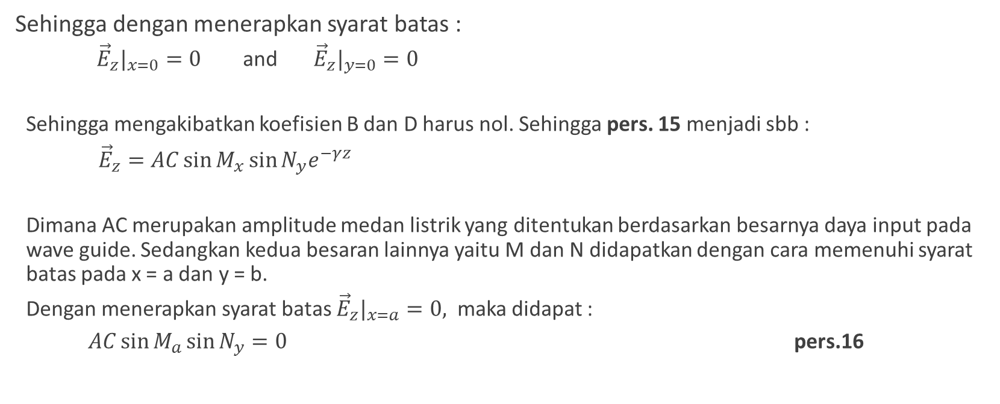 Sehingga dengan menerapkan syarat batas :
$\vec{E}_z|_{x=0} = 0$ and $\vec{E}_z|_{y=0} = 0$
Sehingga mengakibatkan koefisien B dan D harus nol. Sehingga pers. 15 menjadi sbb :
$\vec{E}_z = AC \sin M_x \sin N_y e^{-\gamma z}$
Dimana AC merupakan amplitude medan listrik yang ditentukan berdasarkan besarnya daya input pada
wave guide. Sedangkan kedua besaran lainnya yaitu M dan N didapatkan dengan cara memenuhi syarat
batas pada x = a dan y = b.
Dengan menerapkan syarat batas $\vec{E}_z|_{x=a} = 0,$ maka didapat :
$AC \sin M_a \sin N_y = 0$ pers.16